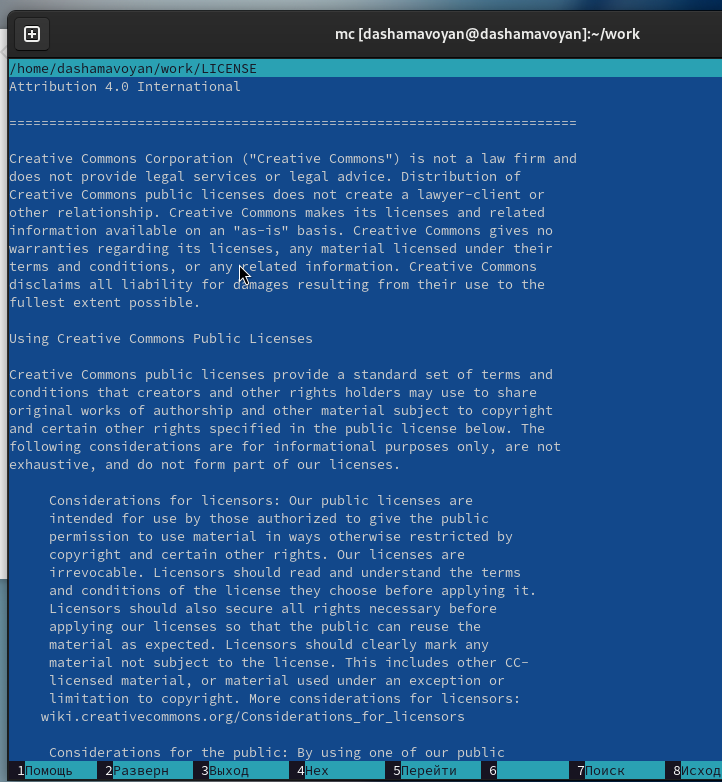 mc [dashamavoyan@dashamavoyan]:~/work
/home/dashamavoyan/work/LICENSE
Attribution 4.0 International
=======================================================================
Creative Commons Corporation ("Creative Commons") is not a law firm and
does not provide legal services or legal advice. Distribution of
Creative Commons public licenses does not create a lawyer-client or
other relationship. Creative Commons makes its licenses and related
information available on an "as-is" basis. Creative Commons gives no
warranties regarding its licenses, any material licensed under their
terms and conditions, or any related information. Creative Commons
disclaims all liability for damages resulting from their use to the
fullest extent possible.
Using Creative Commons Public Licenses
Creative Commons public licenses provide a standard set of terms and
conditions that creators and other rights holders may use to share
original works of authorship and other material subject to copyright
and certain other rights specified in the public license below. The
following considerations are for informational purposes only, are not
exhaustive, and do not form part of our licenses.
Considerations for licensors: Our public licenses are
intended for use by those authorized to give the public
permission to use material in ways otherwise restricted by
copyright and certain other rights. Our licenses are
irrevocable. Licensors should read and understand the terms
and conditions of the license they choose before applying it.
Licensors should also secure all rights necessary before
applying our licenses so that the public can reuse the
material as expected. Licensors should clearly mark any
material not subject to the license. This includes other CC-
licensed material, or material used under an exception or
limitation to copyright. More considerations for licensors:
wiki.creativecommons.org/Considerations_for_licensors
Considerations for the public: By using one of our public
1Помощь 2Разверн 3Выход 4Hex 5Перейти 6 7Поиск 8Исход